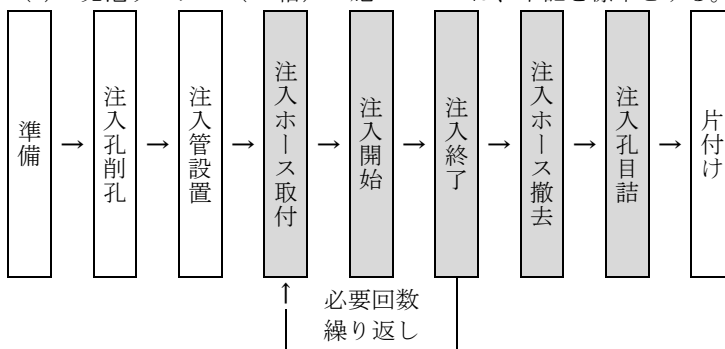 準備
→
注入孔削孔
→
注入管設置
→
注入ホース取付
→
注入開始
→
注入終了
→
注入ホース撤去
→
注入孔目詰
→
片付け
↑
必要回数
繰り返し